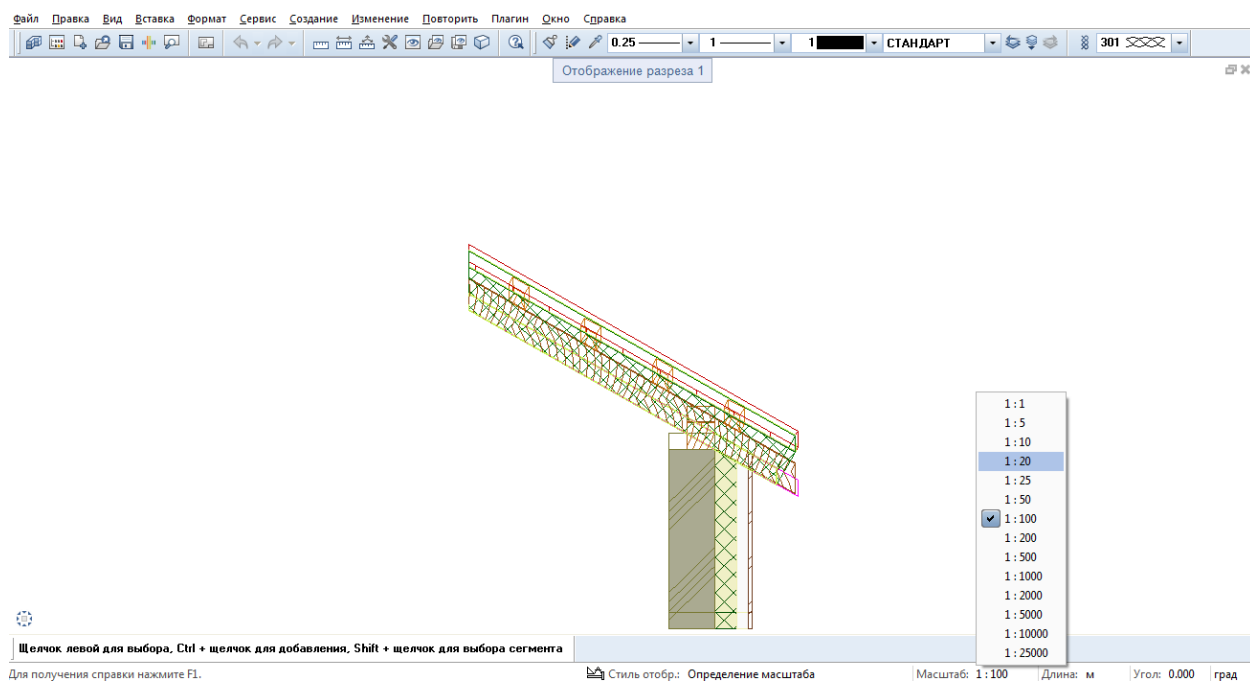 Файл Правка Вид Вставка Формат Сервис Создание Изменение Повторить Плагин Окно Справка
0.25 1 1 СТАНДАРТ 301
Отображение разреза 1
1:1
1:5
1:10
1:20
1:25
1:50
1:100
1:200
1:500
1:1000
1:2000
1:5000
1:10000
1:25000
Щелчок левой для выбора, Ctrl + щелчок для добавления, Shift + щелчок для выбора сегмента
Для получения справки нажмите F1. Стиль отобр.: Определение масштаба Масштаб: 1:100 Длина: м Угол: 0.000 град